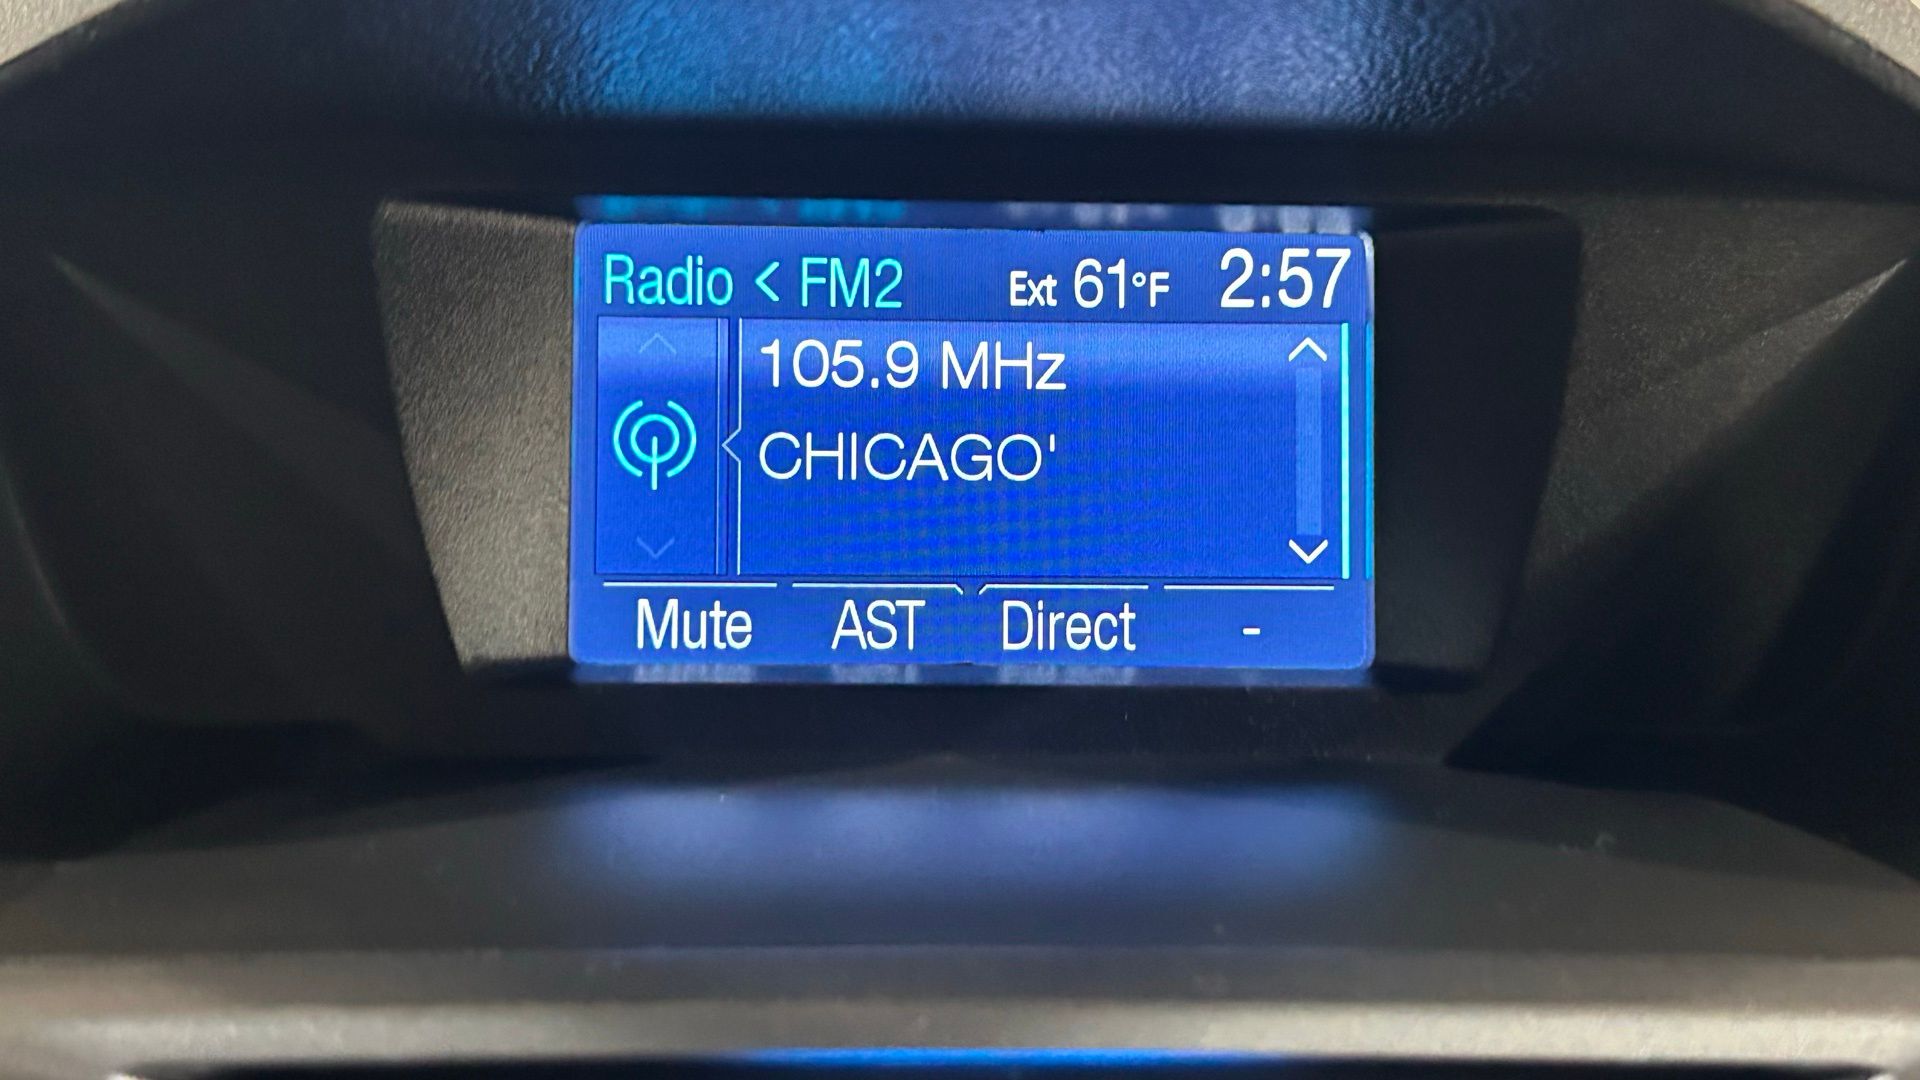 Radio < FM2 Ext 61°F 2:57
105.9 MHz
CHICAGO'
Mute AST Direct -